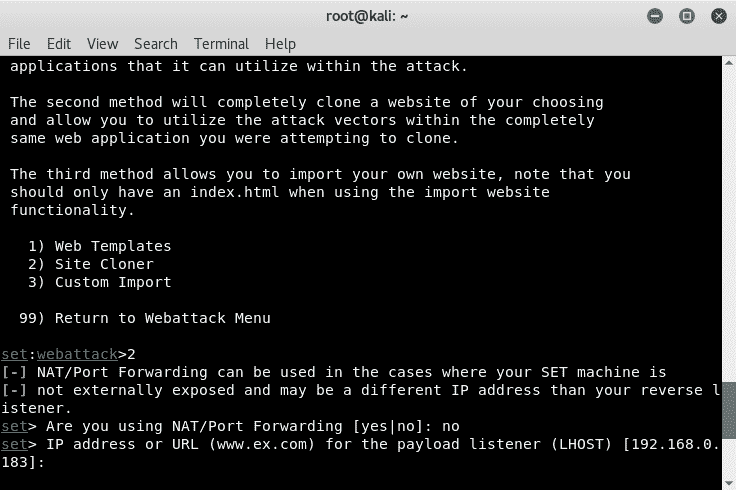 root@kali: ~
File Edit View Search Terminal Help
applications that it can utilize within the attack.
The second method will completely clone a website of your choosing
and allow you to utilize the attack vectors within the completely
same web application you were attempting to clone.
The third method allows you to import your own website, note that you
should only have an index.html when using the import website
functionality.
1) Web Templates
2) Site Cloner
3) Custom Import
99) Return to Webattack Menu
set:webattack>2
[-] NAT/Port Forwarding can be used in the cases where your SET machine is
[-] not externally exposed and may be a different IP address than your reverse l
istener.
set> Are you using NAT/Port Forwarding [yes|no]: no
set> IP address or URL (www.ex.com) for the payload listener (LHOST) [192.168.0.
183]: